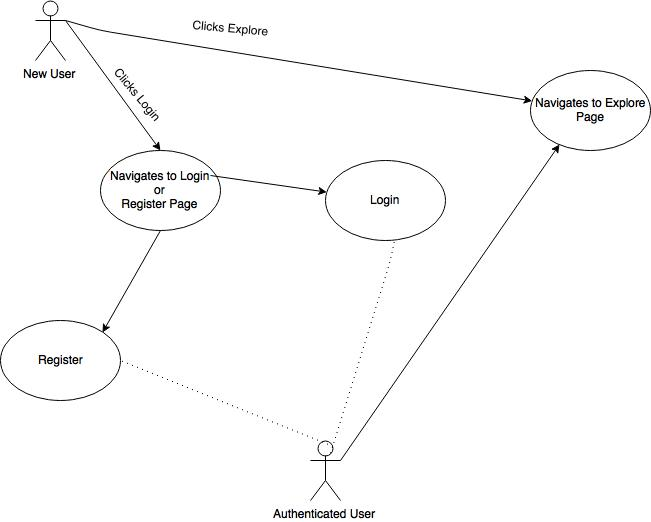 Clicks Explore
New User
Clicks Login
Navigates to Explore
Page
Navigates to Login
or
Register Page
Login
Register
Authenticated User